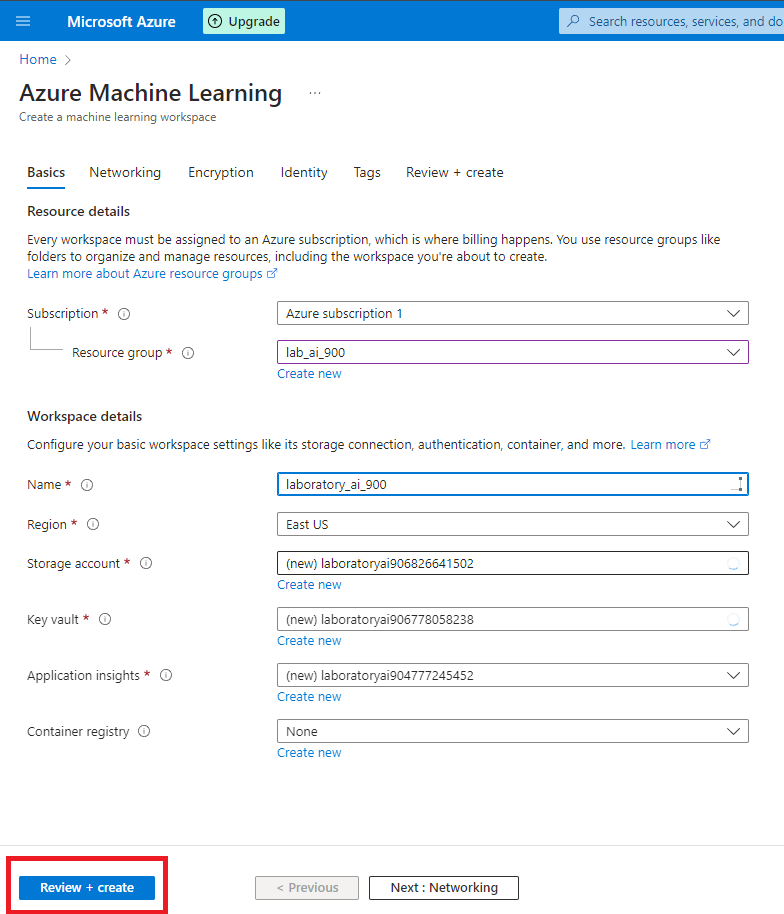 Microsoft Azure
Upgrade
Search resources, services, and do
Home
Azure Machine Learning
...
Create a machine learning workspace
Basics Networking Encryption Identity Tags Review + create
Resource details
Every workspace must be assigned to an Azure subscription, which is where billing happens. You use resource groups like
folders to organize and manage resources, including the workspace you're about to create.
Learn more about Azure resource groups
Subscription *
Azure subscription 1
Resource group *
lab_ai_900
Create new
Workspace details
Configure your basic workspace settings like its storage connection, authentication, container, and more. Learn more
Name *
laboratory_ai_900
Region *
East US
Storage account *
(new) laboratoryai906826641502
Create new
Key vault *
(new) laboratoryai906778058238
Create new
Application insights *
(new) laboratoryai904777245452
Create new
Container registry
None
Create new
Review + create
< Previous
Next : Networking